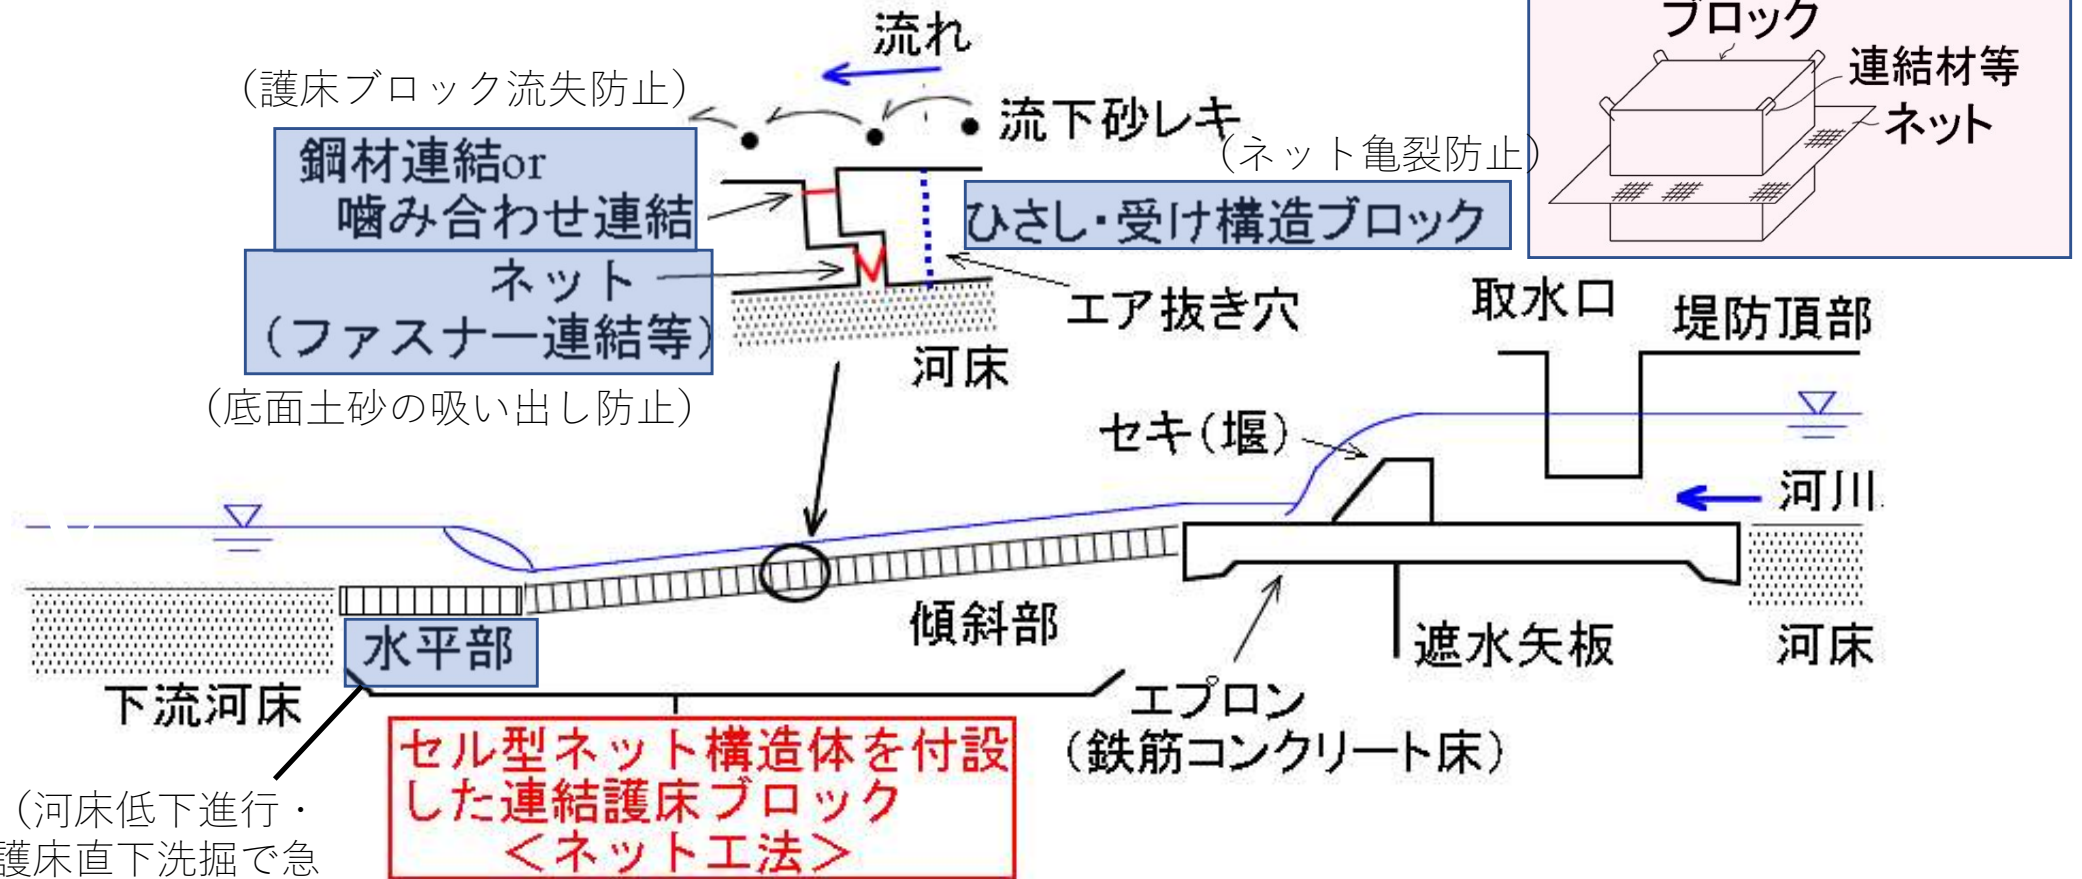 ブロック
連結材等
ネット
流れ
(護床ブロック流失防止)
流下砂レキ
(ネット亀裂防止)
鋼材連結or
噛み合わせ連結
ひさし・受け構造ブロック
ネット
(ファスナー連結等)
エア抜き穴
河床
(底面土砂の吸い出し防止)
取水口
堤防頂部
セキ(堰)
河川
傾斜部
水平部
遮水矢板
河床
下流河床
エプロン
(鉄筋コンクリート床)
セル型ネット構造体を付設
した連結護床ブロック
<ネット工法>
(河床低下進行・
護床直下洗掘で急